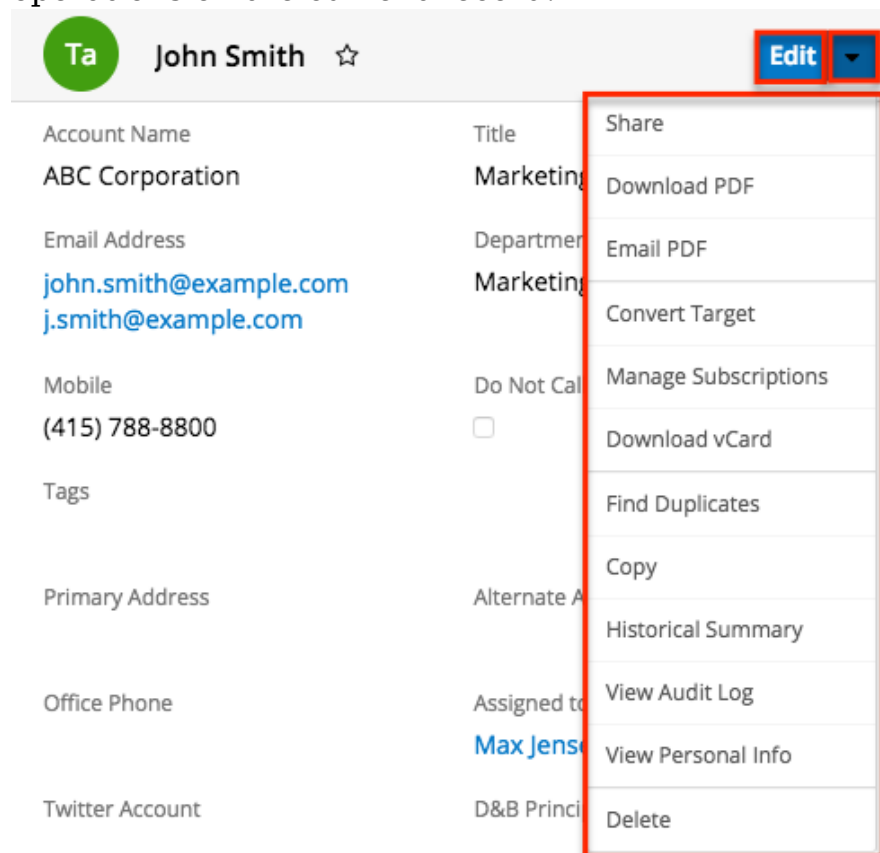 Ta John Smith Edit
Account Name Title Share
ABC Corporation Marketing Download PDF
Email Address Email PDF
john.smith@example.com Marketing
j.smith@example.com Convert Target
Mobile Do Not Cal Manage Subscriptions
(415) 788-8800 Download vCard
Tags Find Duplicates
Copy
Primary Address Alternate A
Historical Summary
Office Phone Assigned to View Audit Log
Max Jense View Personal Info
Twitter Account D&B Princi Delete